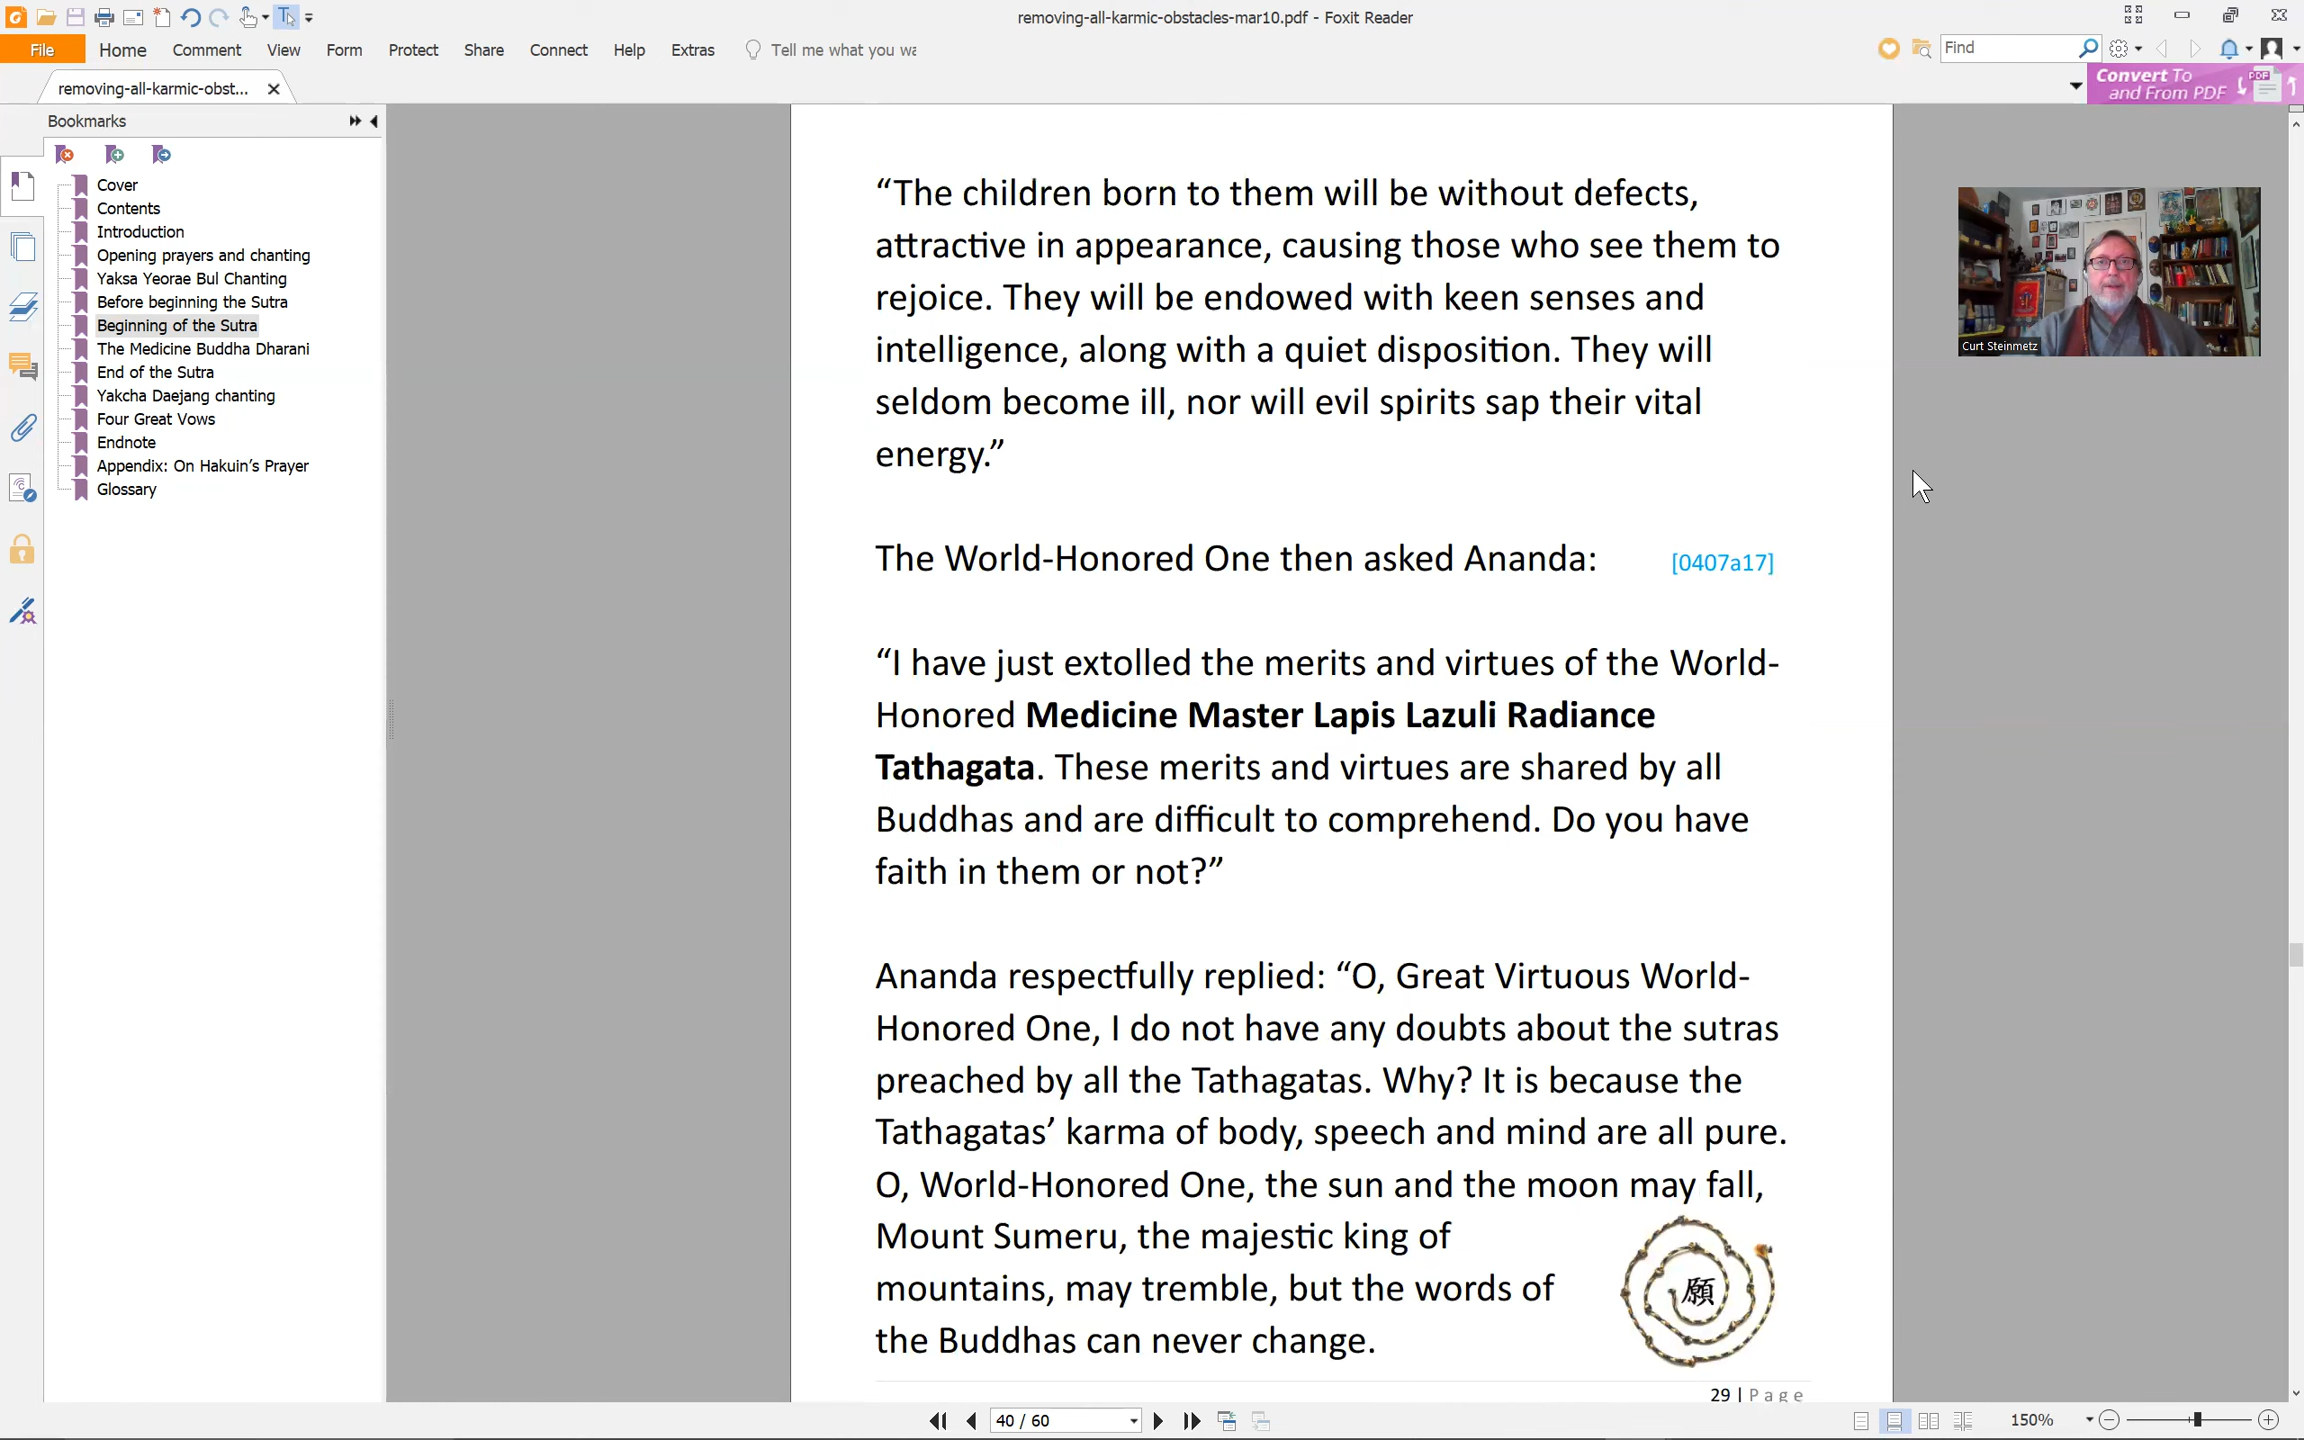 removing-all-karmic-obstacles-mar10.pdf - Foxit Reader
File Home Comment View Form Protect Share Connect Help Extras Tell me what you wa
Find
removing-all-karmic-obst...
Convert To
and From PDF
PDF
Bookmarks
Cover
Contents
Introduction
Opening prayers and chanting
Yaksa Yeorae Bul Chanting
Before beginning the Sutra
Beginning of the Sutra
The Medicine Buddha Dharani
End of the Sutra
Yakcha Daejang chanting
Four Great Vows
Endnote
Appendix: On Hakuin’s Prayer
Glossary
“The children born to them will be without defects,
attractive in appearance, causing those who see them to
rejoice. They will be endowed with keen senses and
intelligence, along with a quiet disposition. They will
seldom become ill, nor will evil spirits sap their vital
energy.”
The World-Honored One then asked Ananda: [0407a17]
“I have just extolled the merits and virtues of the World-
Honored Medicine Master Lapis Lazuli Radiance
Tathagata. These merits and virtues are shared by all
Buddhas and are difficult to comprehend. Do you have
faith in them or not?”
Ananda respectfully replied: “O, Great Virtuous World-
Honored One, I do not have any doubts about the sutras
preached by all the Tathagatas. Why? It is because the
Tathagatas’ karma of body, speech and mind are all pure.
O, World-Honored One, the sun and the moon may fall,
Mount Sumeru, the majestic king of
mountains, may tremble, but the words of
the Buddhas can never change.
願
29 | Page
Curt Steinmetz
40 / 60
150%